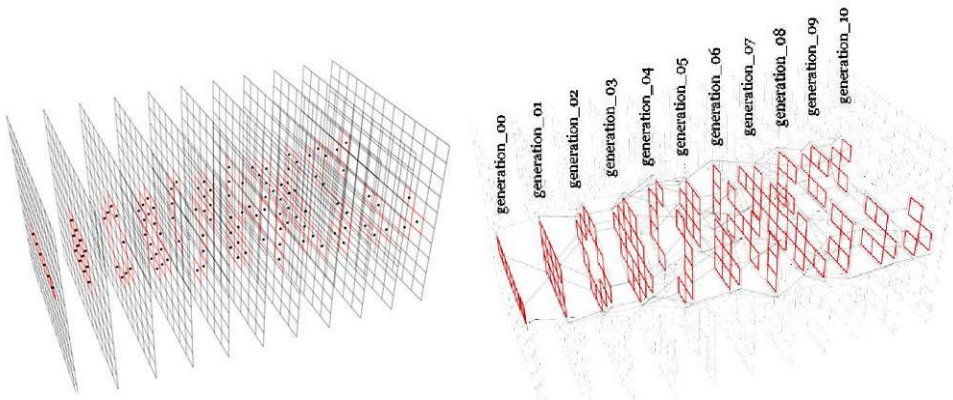 generation_00
generation_01
generation_02
generation_03
generation_04
generation_05
generation_06
generation_07
generation_08
generation_09
generation_10